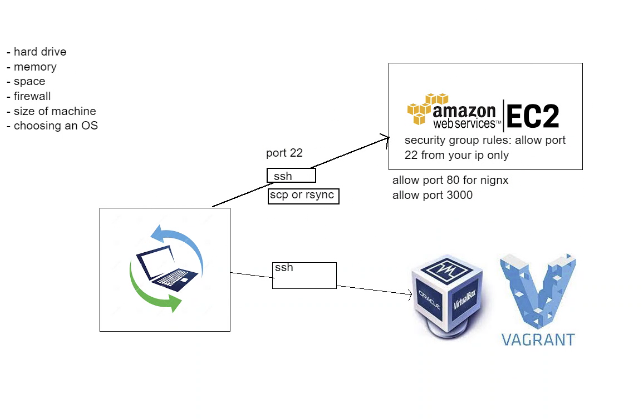 - hard drive
- memory
- space
- firewall
- size of machine
- choosing an OS
amazon
webservices™
EC2
security group rules: allow port
22 from your ip only
port 22
ssh
scp or rsync
allow port 80 for nignx
allow port 3000
ssh
ORACLE
VirtualBox
VAGRANT